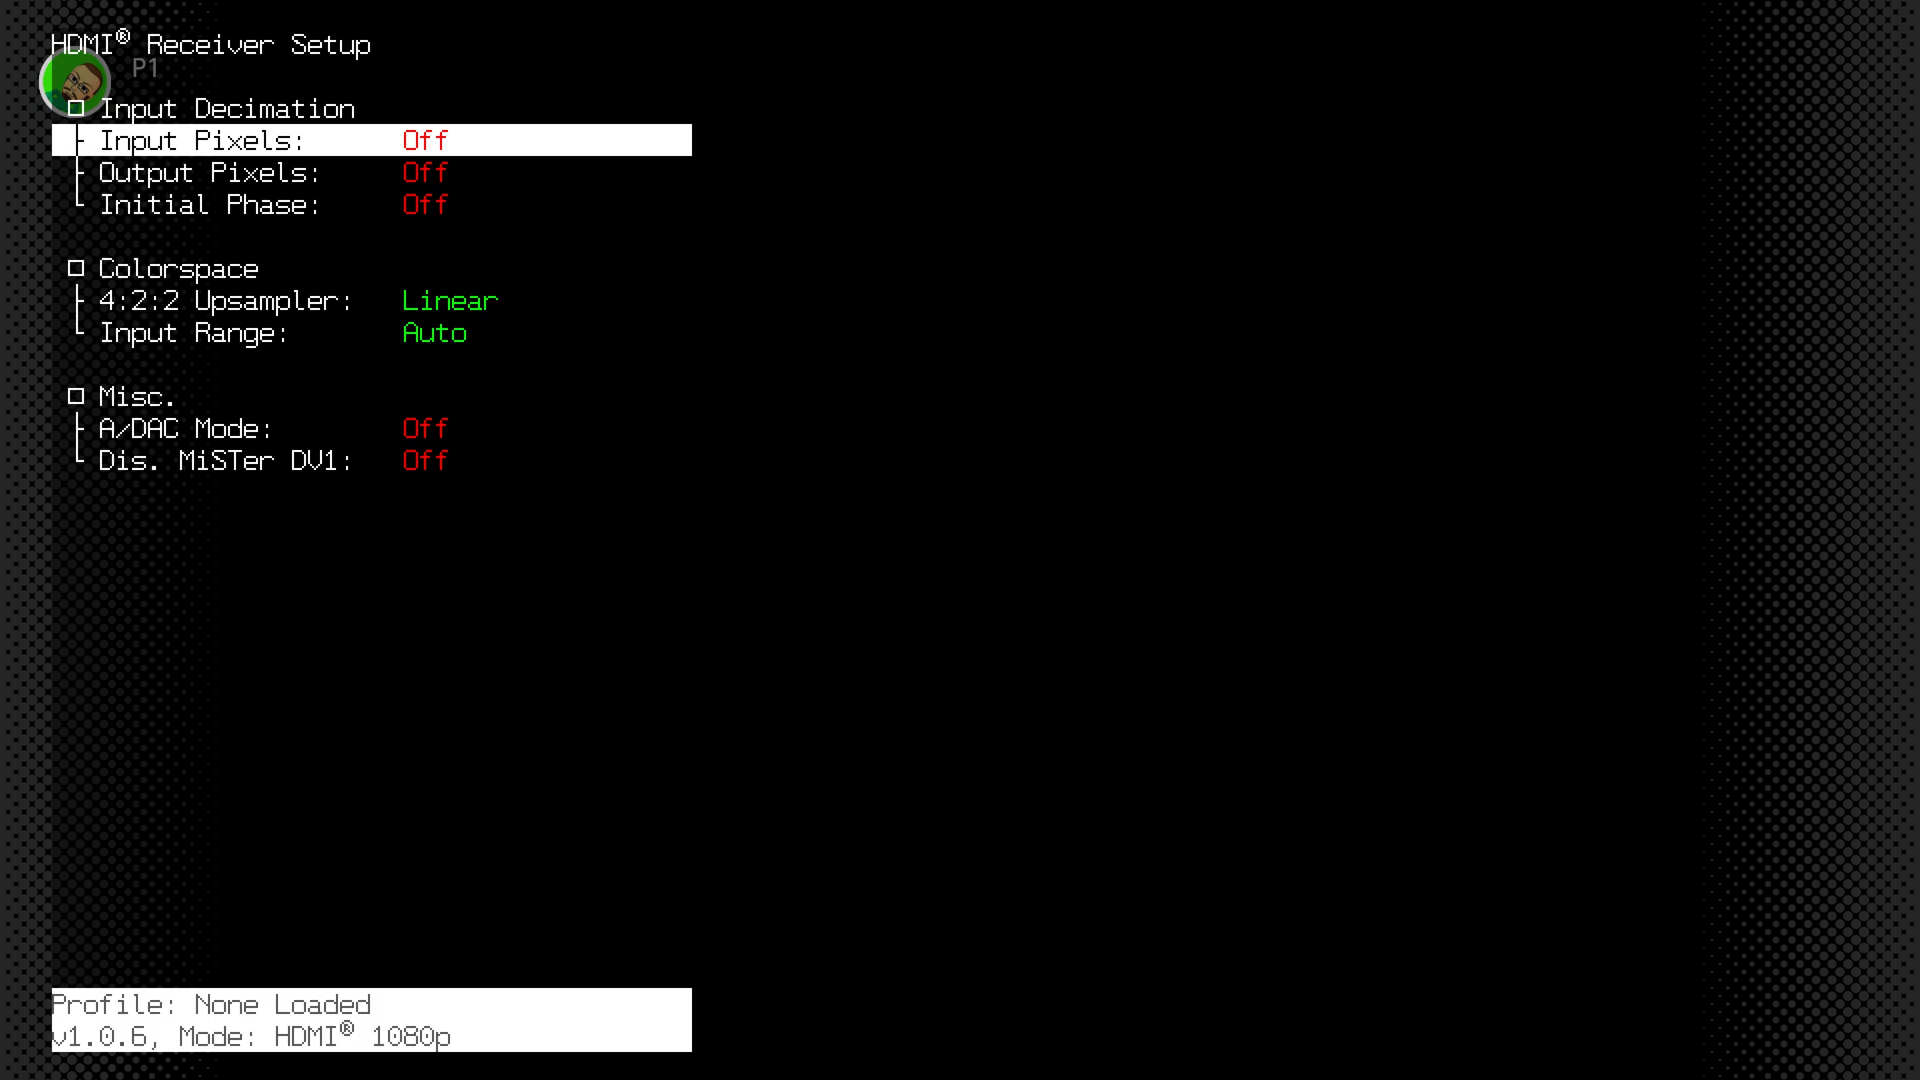 HDMI® Receiver Setup
P1
Input Decimation
Input Pixels: Off
Output Pixels: Off
Initial Phase: Off
Colorspace
4:2:2 Upsampler: Linear
Input Range: Auto
Misc.
A/DAC Mode: Off
Dis. MiSTer DV1: Off
Profile: None Loaded
v1.0.6, Mode: HDMI® 1080p